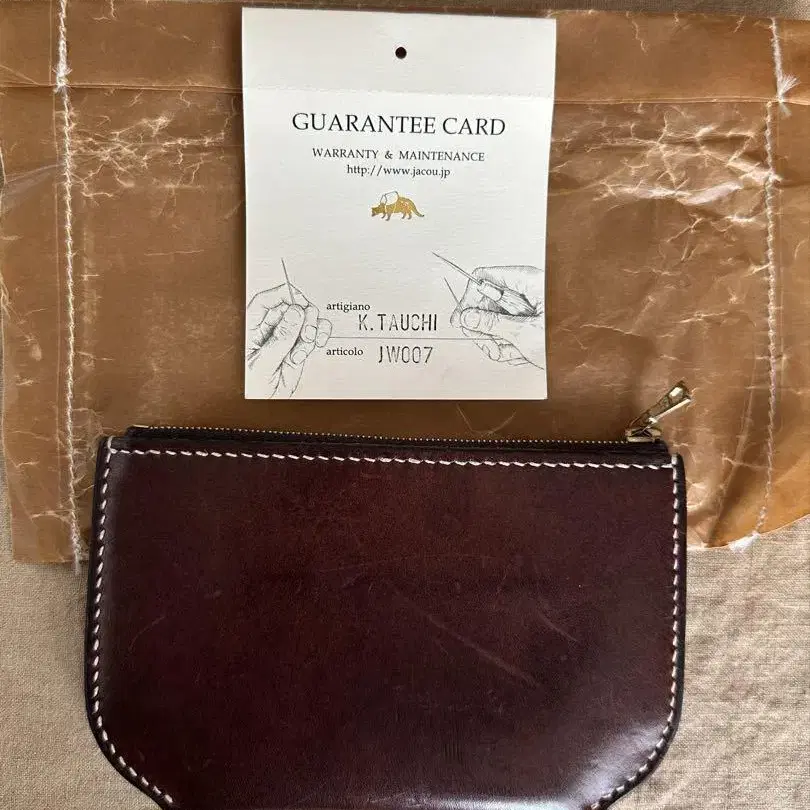 GUARANTEE CARD
WARRANTY & MAINTENANCE
http://www.jacou.jp
artigiano K.TAUCHI
articolo JW007